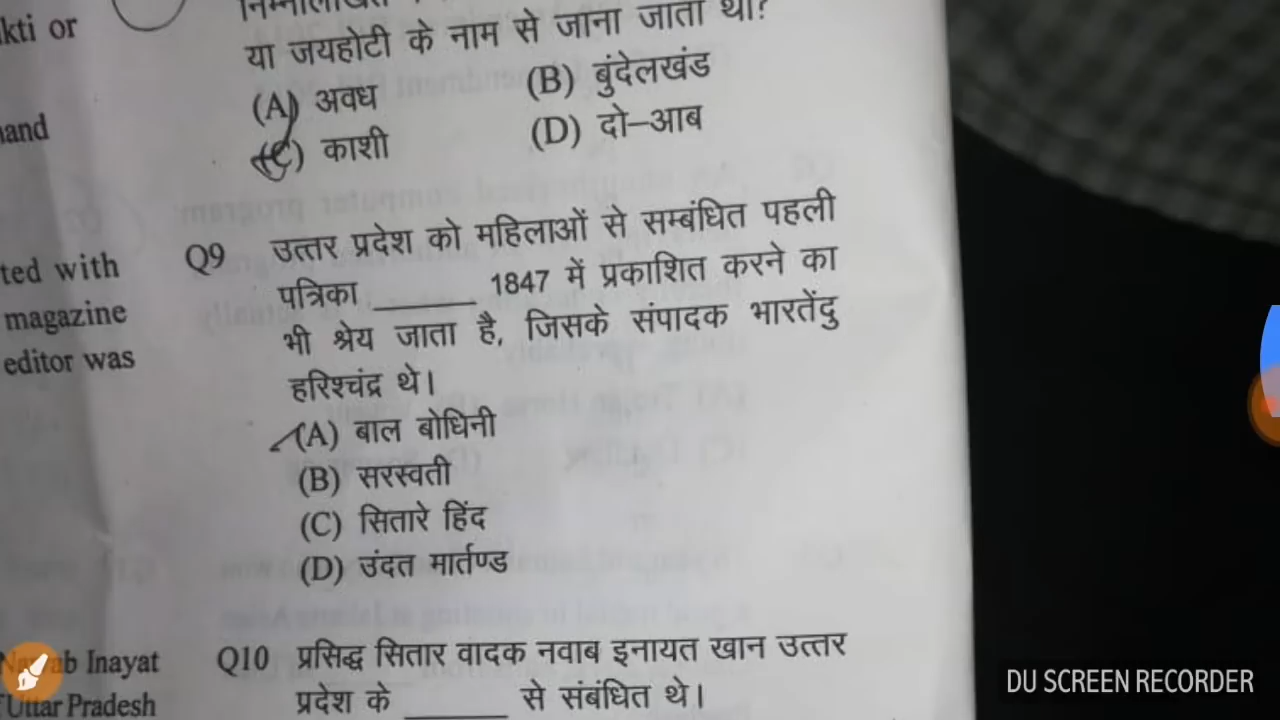 kti or
and
ted with
magazine
editor was
Inayat
Uttar Pradesh
या जयहोटी के नाम से जाना जाता था?
(A) अवध (B) बुंदेलखंड
(C) काशी (D) दो–आब
Q9 उत्तर प्रदेश को महिलाओं से सम्बंधित पहली
पत्रिका ______ 1847 में प्रकाशित करने का
भी श्रेय जाता है, जिसके संपादक भारतेंदु
हरिश्चंद्र थे।
(A) बाल बोधिनी
(B) सरस्वती
(C) सितारे हिंद
(D) उंदत मार्तण्ड
Q10 प्रसिद्ध सितार वादक नवाब इनायत खान उत्तर
प्रदेश के ______ से संबंधित थे।
DU SCREEN RECORDER